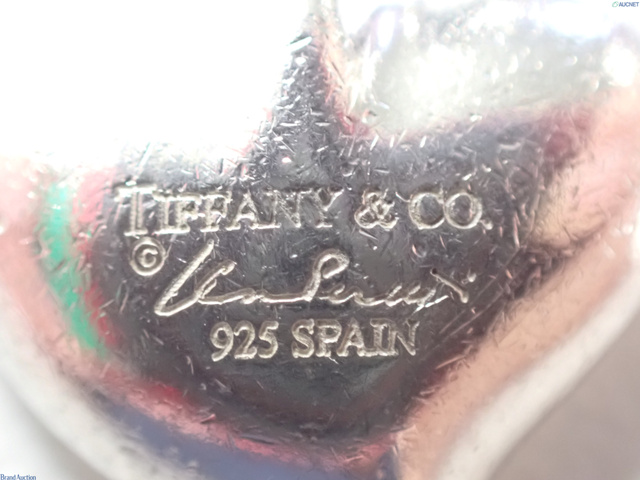 AUCNET
TIFFANY & CO.
©
925 SPAIN
Brand Auction